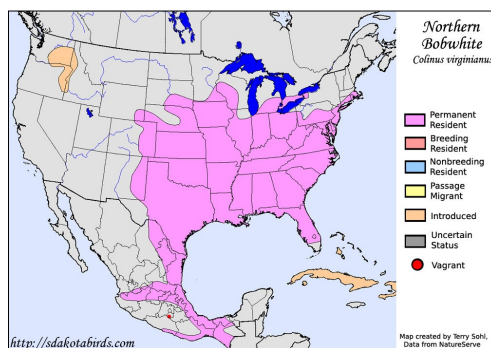 Northern
Bobwhite
Colinus virginianus
Permanent
Resident
Breeding
Resident
Nonbreeding
Resident
Passage
Migrant
Introduced
Uncertain
Status
Vagrant
Map created by Terry Sohl,
Data from NatureServe
http://sdakotabirds.com